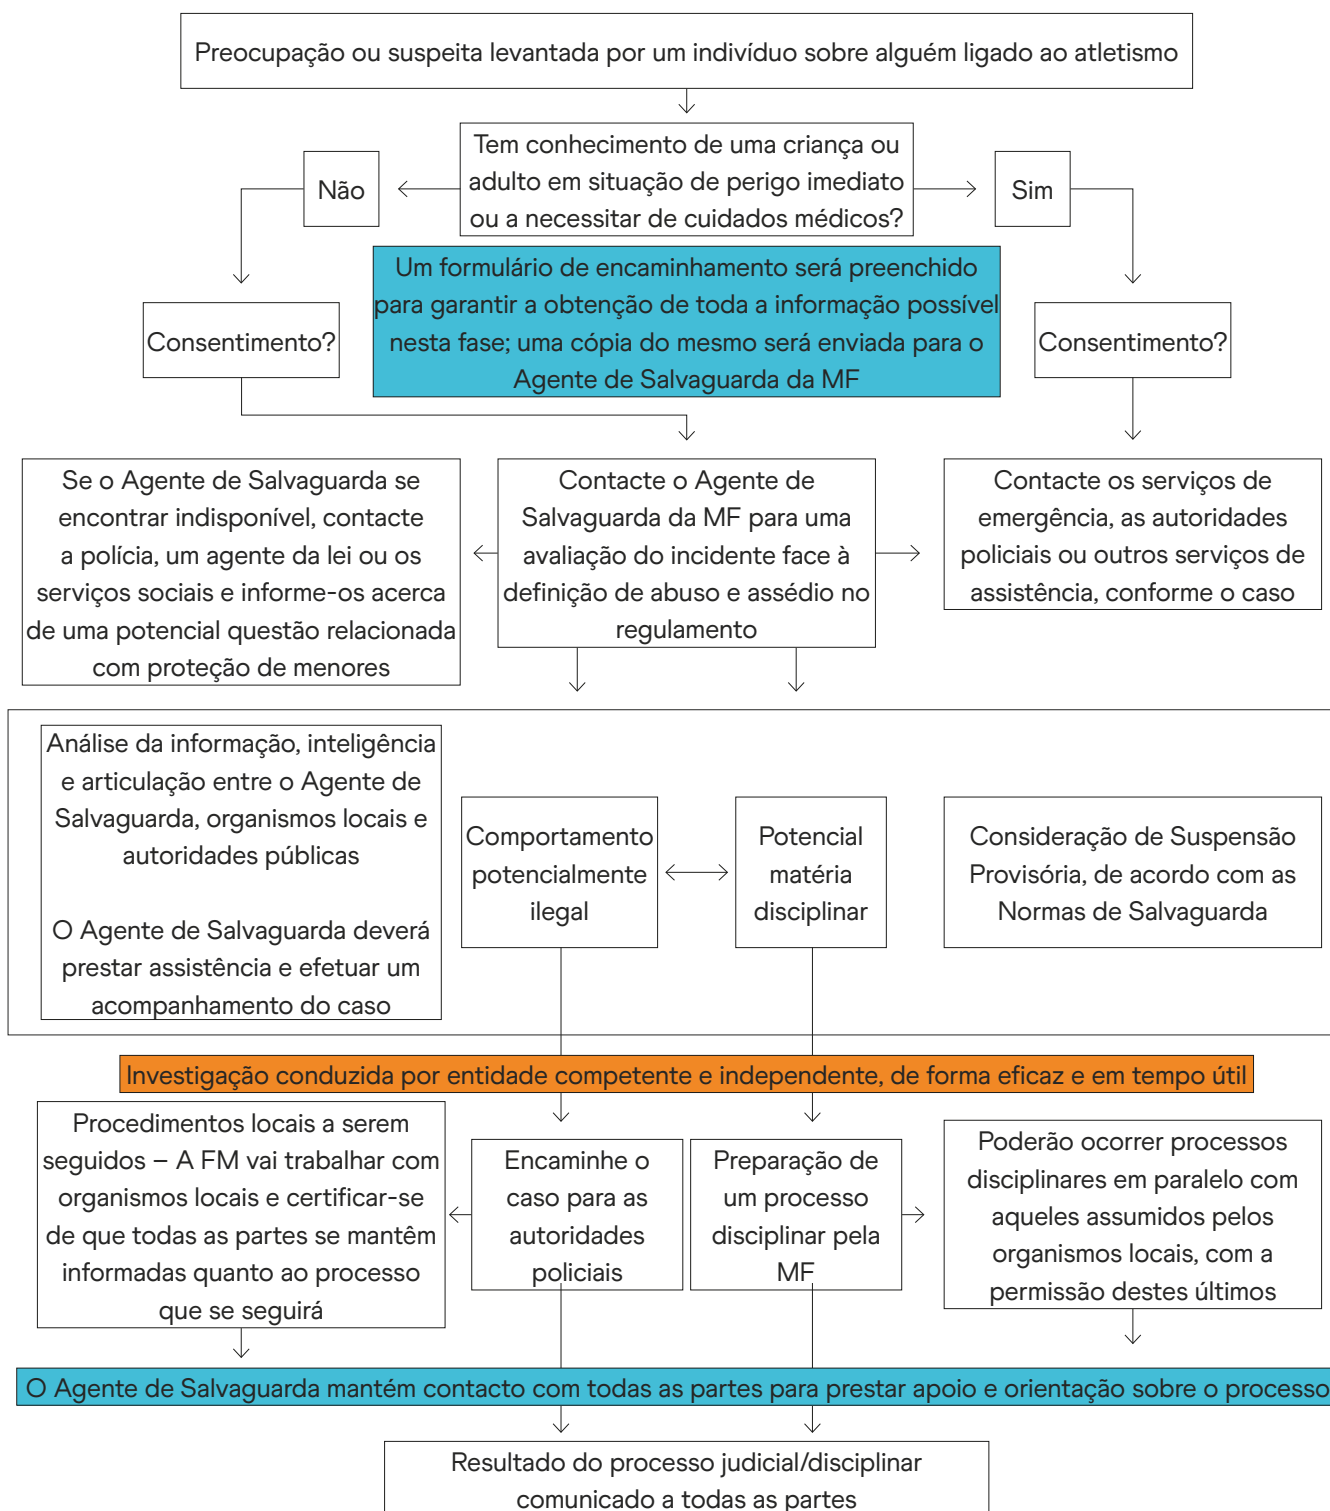 Preocupação ou suspeita levantada por um indivíduo sobre alguém ligado ao atletismo
Não
Tem conhecimento de uma criança ou
adulto em situação de perigo imediato
ou a necessitar de cuidados médicos?
Sim
Um formulário de encaminhamento será preenchido
para garantir a obtenção de toda a informação possível
nesta fase; uma cópia do mesmo será enviada para o
Agente de Salvaguarda da MF
Consentimento?
Consentimento?
Se o Agente de Salvaguarda se
encontrar indisponível, contacte
a polícia, um agente da lei ou os
serviços sociais e informe-os acerca
de uma potencial questão relacionada
com proteção de menores
Contacte o Agente de
Salvaguarda da MF para uma
avaliação do incidente face à
definição de abuso e assédio no
regulamento
Contacte os serviços de
emergência, as autoridades
policiais ou outros serviços de
assistência, conforme o caso
Análise da informação, inteligência
e articulação entre o Agente de
Salvaguarda, organismos locais e
autoridades públicas
O Agente de Salvaguarda deverá
prestar assistência e efetuar um
acompanhamento do caso
Comportamento
potencialmente
ilegal
Potencial
matéria
disciplinar
Consideração de Suspensão
Provisória, de acordo com as
Normas de Salvaguarda
Investigação conduzida por entidade competente e independente, de forma eficaz e em tempo útil
Procedimentos locais a serem
seguidos – A FM vai trabalhar com
organismos locais e certificar-se
de que todas as partes se mantêm
informadas quanto ao processo
que se seguirá
Encaminhe o
caso para as
autoridades
policiais
Preparação de
um processo
disciplinar pela
MF
Poderão ocorrer processos
disciplinares em paralelo com
aqueles assumidos pelos
organismos locais, com a
permissão destes últimos
O Agente de Salvaguarda mantém contacto com todas as partes para prestar apoio e orientação sobre o processo
Resultado do processo judicial/disciplinar
comunicado a todas as partes